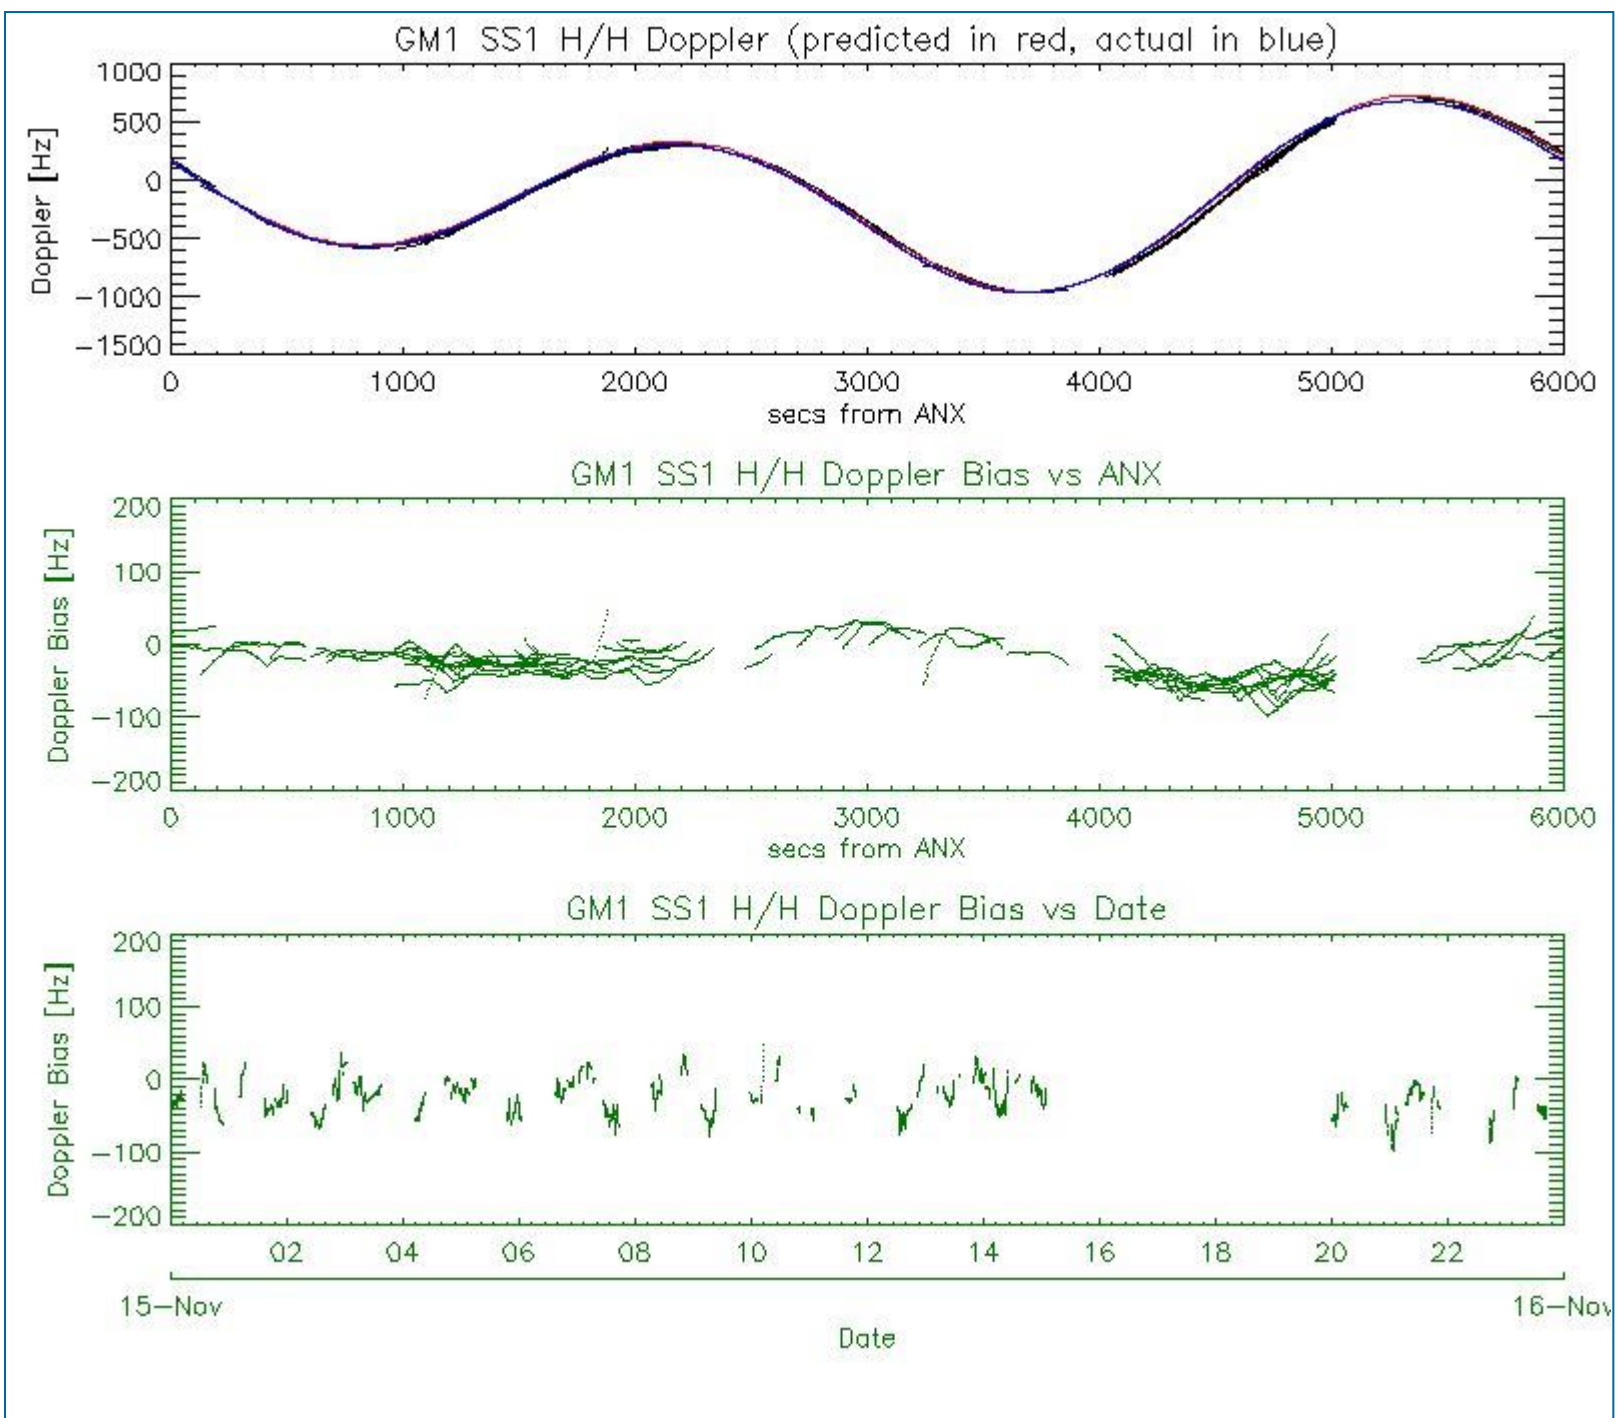 GM1 SS1 H/H Doppler (predicted in red, actual in blue)
Doppler [Hz]
1000
500
0
-500
-1000
-1500
0 1000 2000 3000 4000 5000 6000
secs from ANX
GM1 SS1 H/H Doppler Bias vs ANX
Doppler Bias [Hz]
200
100
0
-100
-200
0 1000 2000 3000 4000 5000 6000
secs from ANX
GM1 SS1 H/H Doppler Bias vs Date
Doppler Bias [Hz]
200
100
0
-100
-200
02 04 06 08 10 12 14 16 18 20 22
15-Nov 16-Nov
Date